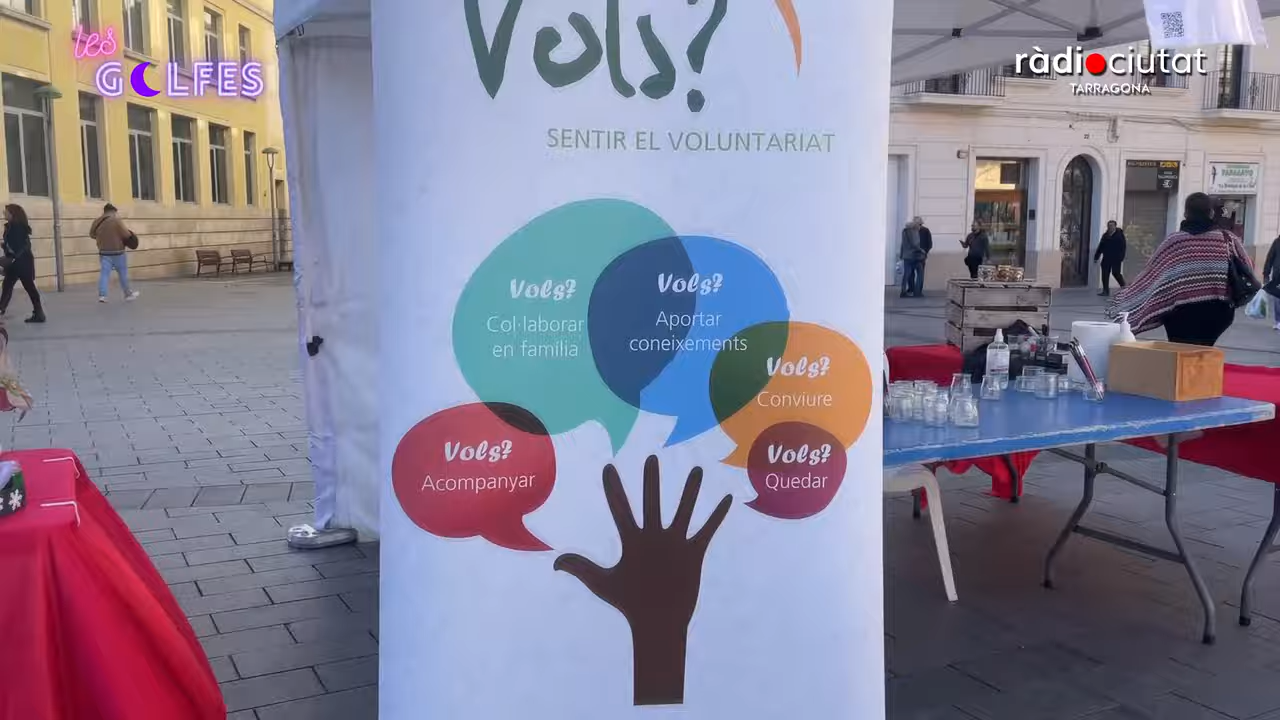 les
GOLFES
ràdiociutat
TARRAGONA
Vols?
SENTIR EL VOLUNTARIAT
Vols?
Col·laborar
en família
Vols?
Aportar
coneixements
Vols?
Conviure
Vols?
Acompanyar
Vols?
Quedar